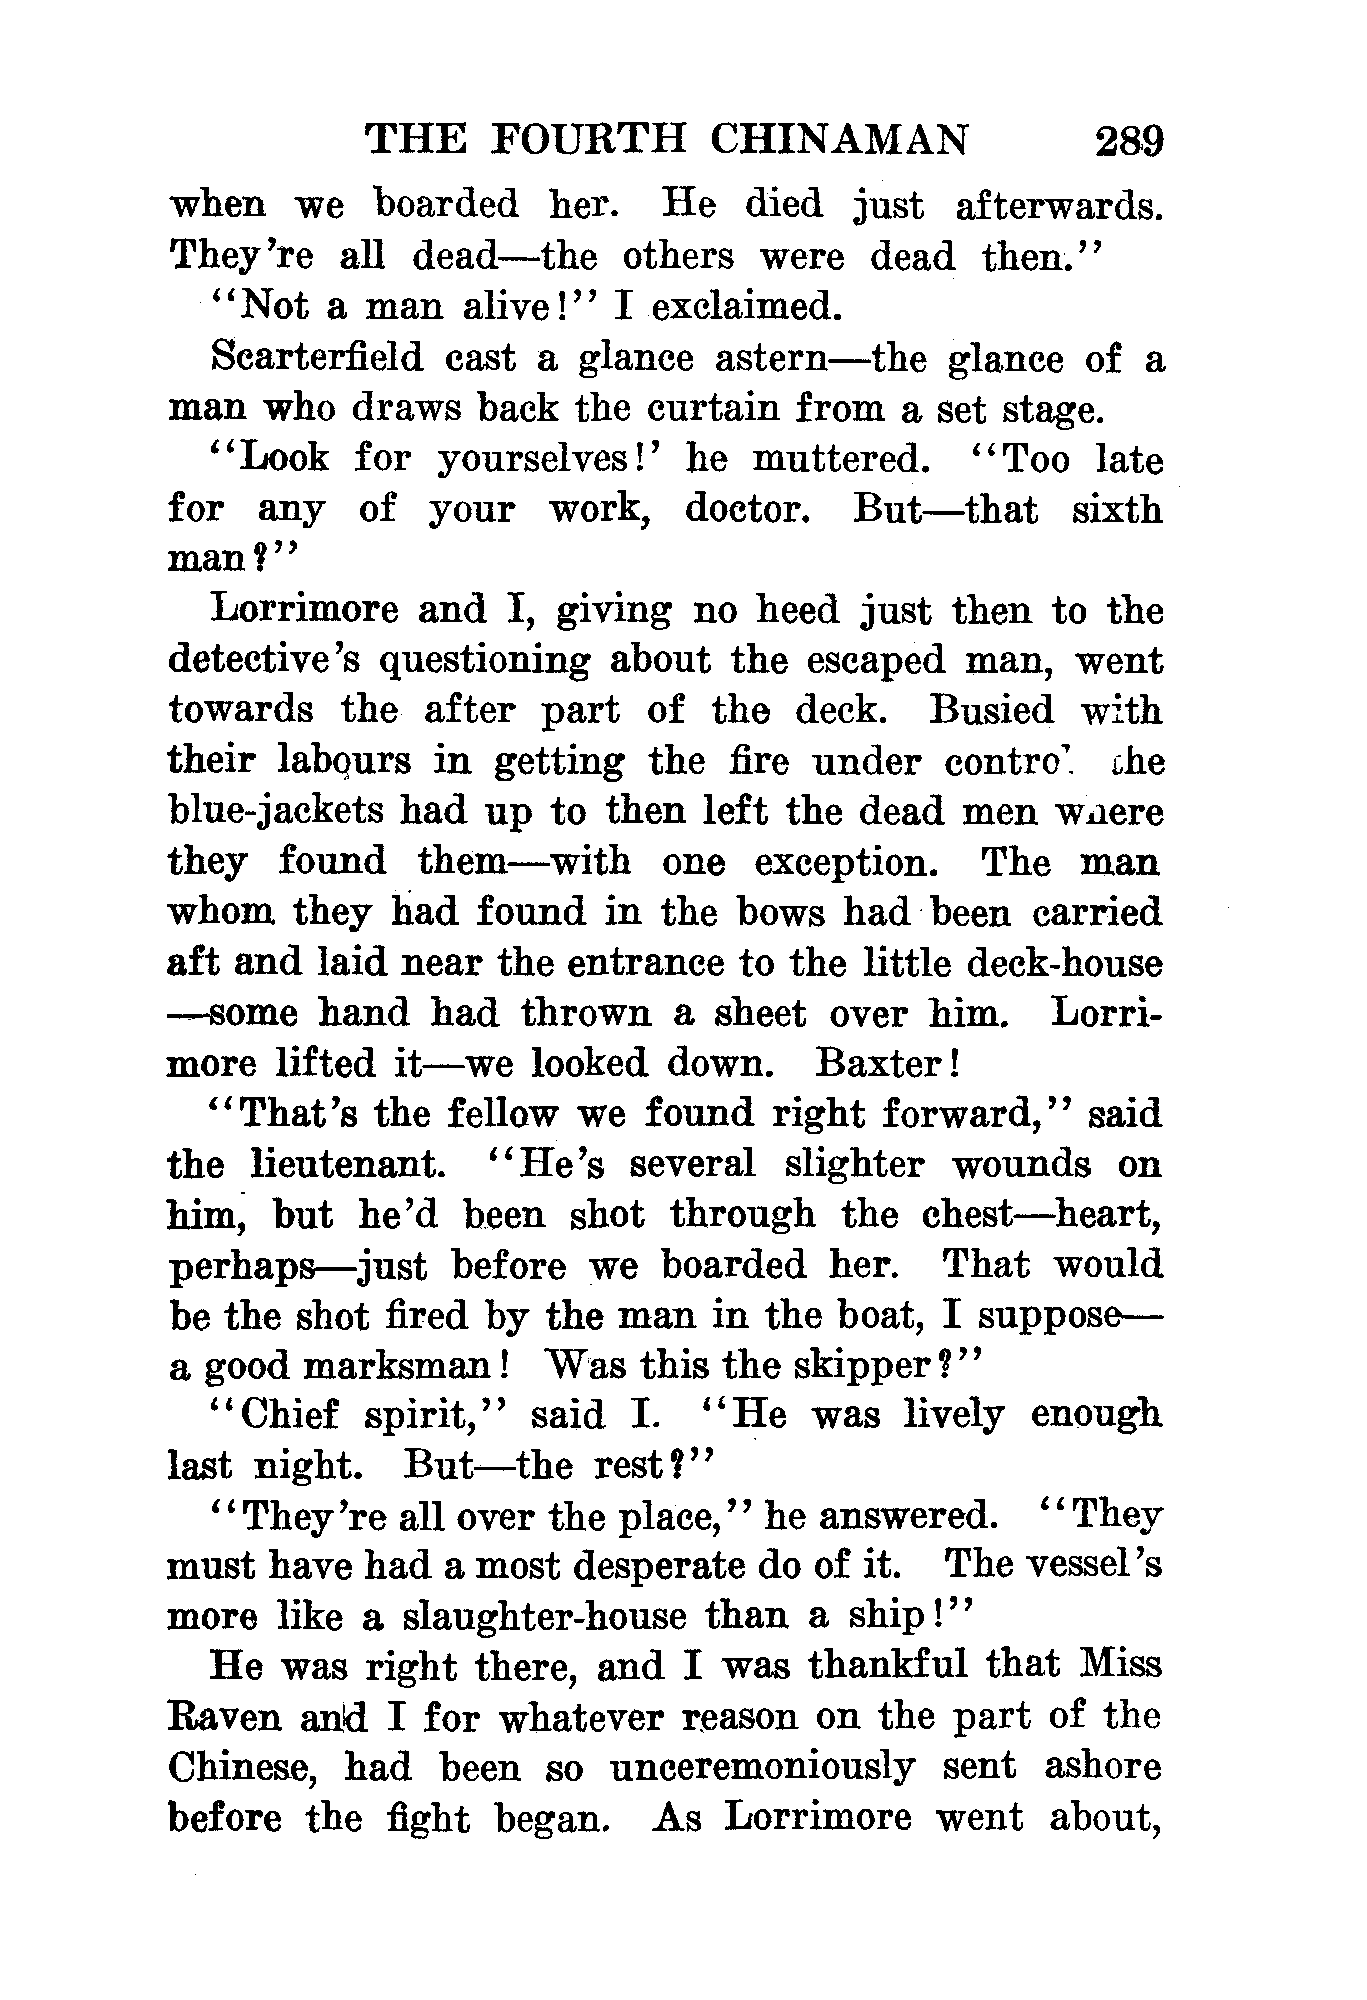 THE FOURTH CHINAMAN 289
when we boarded her. He died just afterwards.
They're all dead—the others were dead then."
"Not a man alive!" I exclaimed.
Scarterfield cast a glance astern—the glance of a
man who draws back the curtain from a set stage.
"Look for yourselves!' he muttered. "Too late
for any of your work, doctor. But—that sixth
man?"
Lorrimore and I, giving no heed just then to the
detective's questioning about the escaped man, went
towards the after part of the deck. Busied with
their labours in getting the fire under control the
blue-jackets had up to then left the dead men where
they found them—with one exception. The man
whom they had found in the bows had been carried
aft and laid near the entrance to the little deck-house
—some hand had thrown a sheet over him. Lorri-
more lifted it—we looked down. Baxter!
"That's the fellow we found right forward," said
the lieutenant. "He's several slighter wounds on
him, but he'd been shot through the chest—heart,
perhaps—just before we boarded her. That would
be the shot fired by the man in the boat, I suppose—
a good marksman! Was this the skipper?"
"Chief spirit," said I. "He was lively enough
last night. But—the rest?"
"They're all over the place," he answered. "They
must have had a most desperate do of it. The vessel's
more like a slaughter-house than a ship!"
He was right there, and I was thankful that Miss
Raven and I for whatever reason on the part of the
Chinese, had been so unceremoniously sent ashore
before the fight began. As Lorrimore went about,